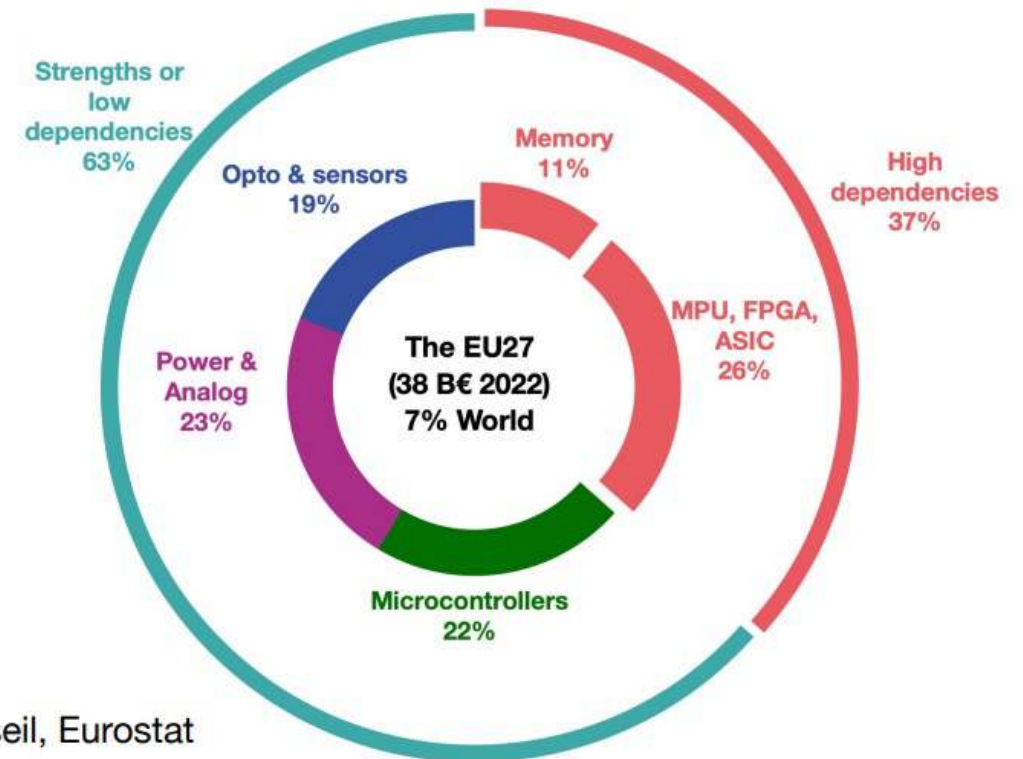 Strengths or
low
dependencies
63%
Opto & sensors
19%
Memory
11%
High
dependencies
37%
MPU, FPGA,
ASIC
26%
The EU27
(38 B€ 2022)
7% World
Power &
Analog
23%
Microcontrollers
22%
Eurostat